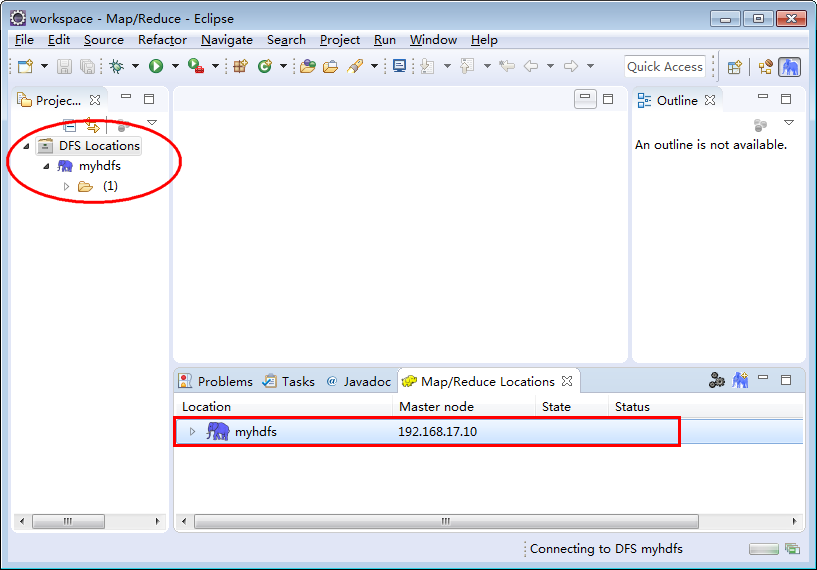 workspace - Map/Reduce - Eclipse
File Edit Source Refactor Navigate Search Project Run Window Help
Quick Access
Projec...
DFS Locations
myhdfs
(1)
Outline
An outline is not available.
Problems Tasks @ Javadoc Map/Reduce Locations
Location Master node State Status
myhdfs 192.168.17.10
Connecting to DFS myhdfs